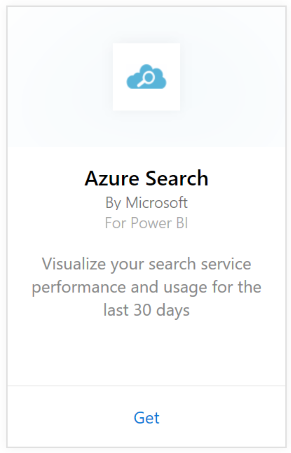 Azure Search
By Microsoft
For Power BI
Visualize your search service
performance and usage for the
last 30 days
Get